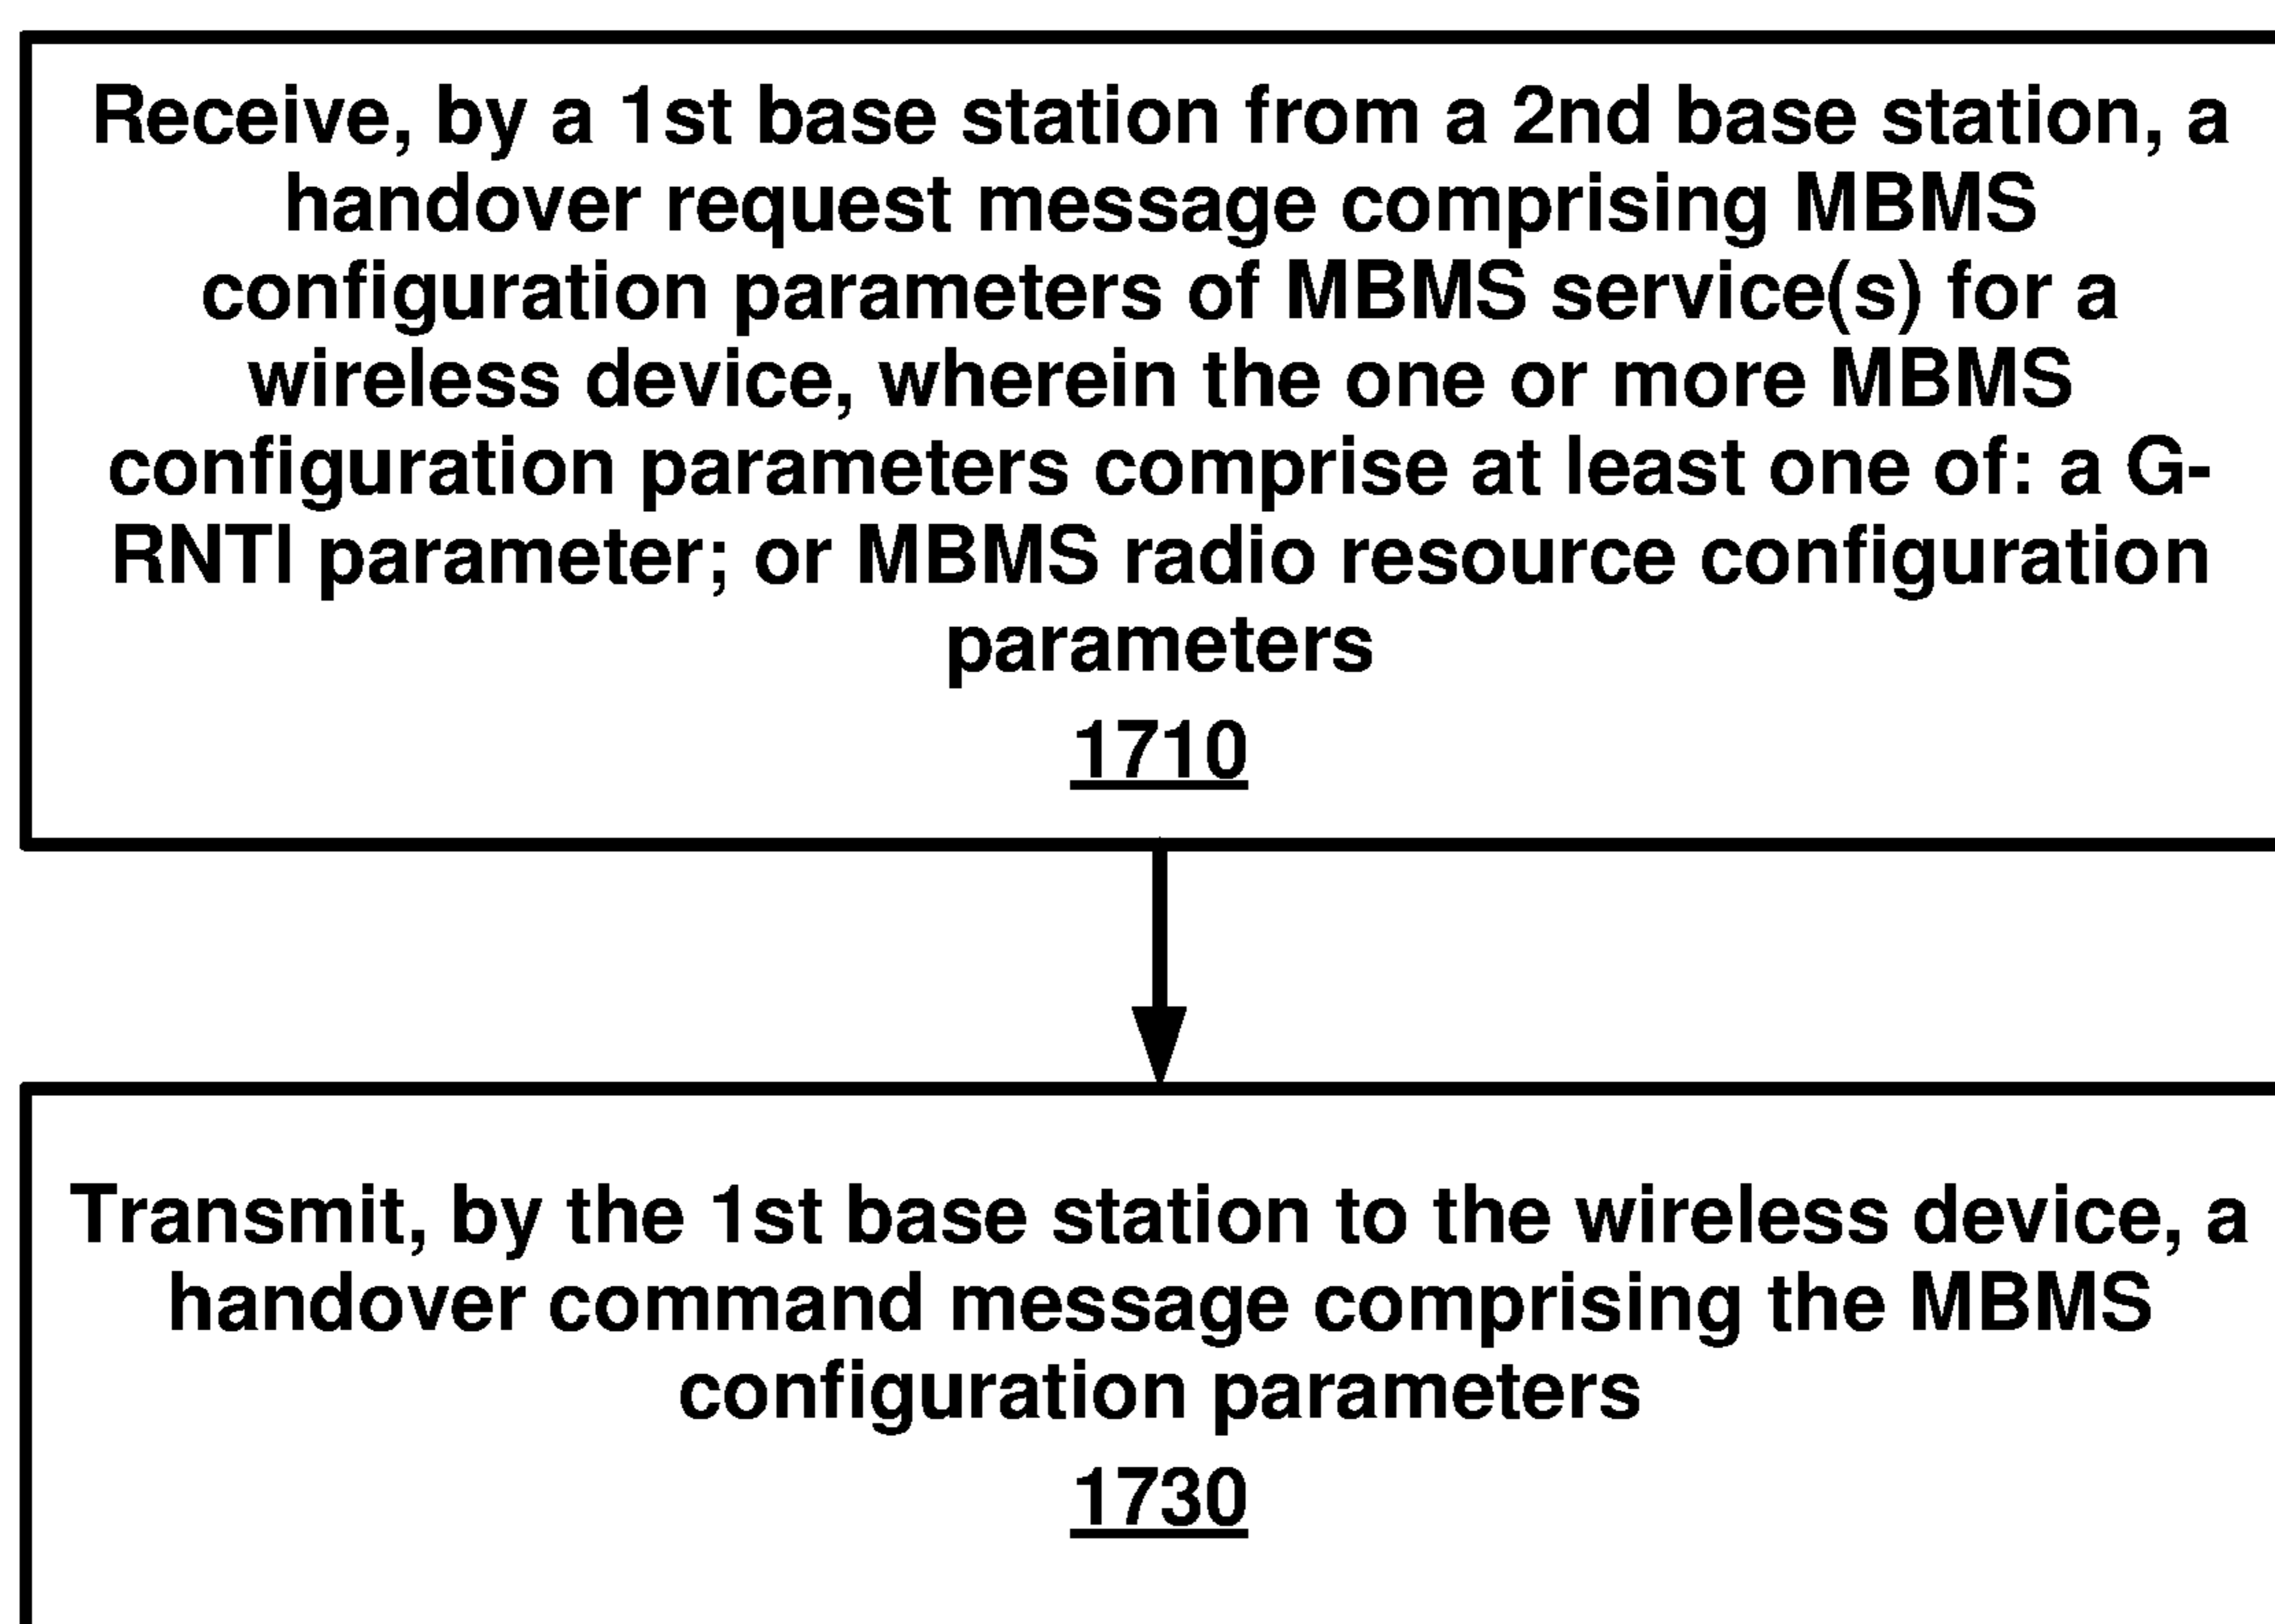 Receive, by a 1st base station from a 2nd base station, a
handover request message comprising MBMS
configuration parameters of MBMS service(s) for a
wireless device, wherein the one or more MBMS
configuration parameters comprise at least one of: a G-
RNTI parameter; or MBMS radio resource configuration
parameters
1710
Transmit, by the 1st base station to the wireless device, a
handover command message comprising the MBMS
configuration parameters
1730